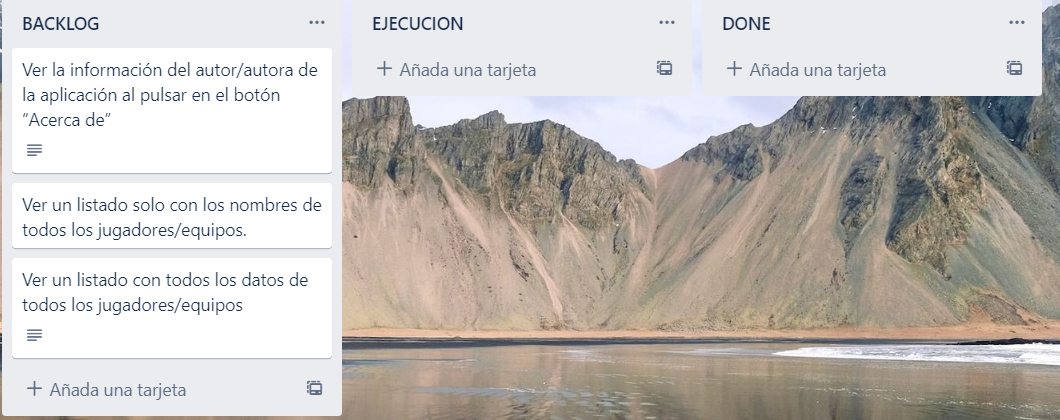 BACKLOG
Ver la información del autor/autora de
la aplicación al pulsar en el botón
“Acerca de”
Ver un listado solo con los nombres de
todos los jugadores/equipos.
Ver un listado con todos los datos de
todos los jugadores/equipos
+ Añada una tarjeta
EJECUCION
+ Añada una tarjeta
DONE
+ Añada una tarjeta